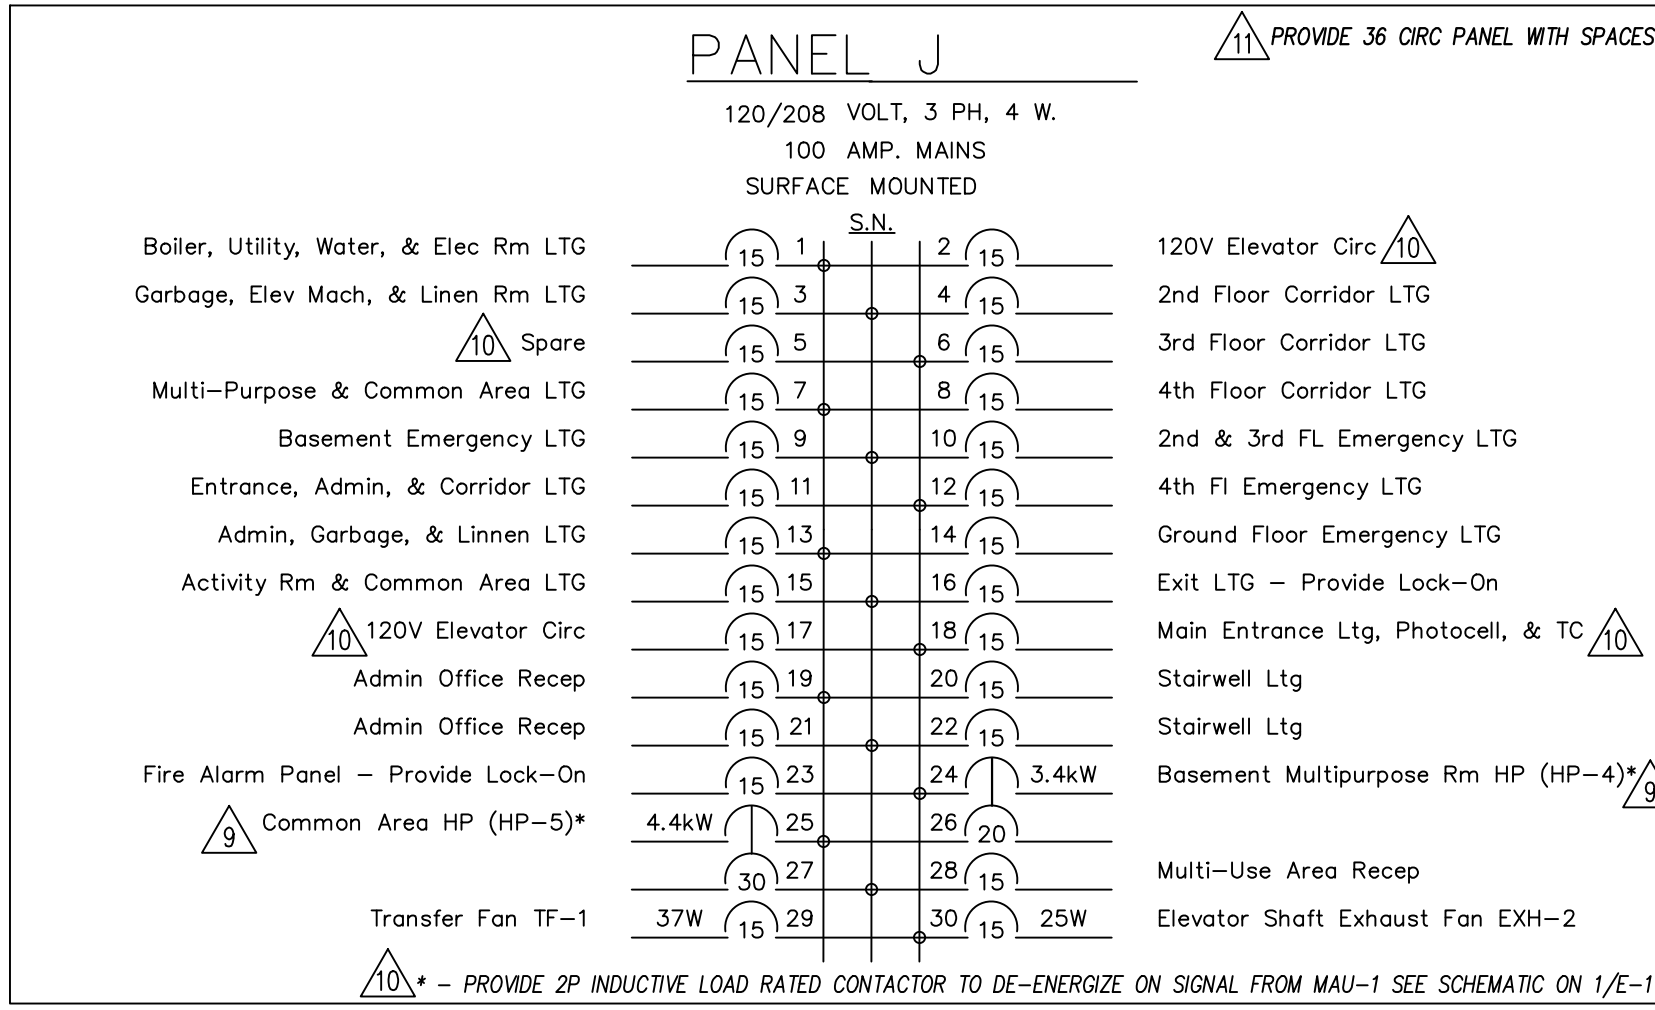 11 PROVIDE 36 CIRC PANEL WITH SPACES
PANEL J
120/208 VOLT, 3 PH, 4 W.
100 AMP. MAINS
SURFACE MOUNTED
S.N.
Boiler, Utility, Water, & Elec Rm LTG 15 1 2 15 120V Elevator Circ 10
Garbage, Elev Mach, & Linen Rm LTG 15 3 4 15 2nd Floor Corridor LTG
10 Spare 15 5 6 15 3rd Floor Corridor LTG
Multi-Purpose & Common Area LTG 15 7 8 15 4th Floor Corridor LTG
Basement Emergency LTG 15 9 10 15 2nd & 3rd FL Emergency LTG
Entrance, Admin, & Corridor LTG 15 11 12 15 4th Fl Emergency LTG
Admin, Garbage, & Linnen LTG 15 13 14 15 Ground Floor Emergency LTG
Activity Rm & Common Area LTG 15 15 16 15 Exit LTG - Provide Lock-On
10 120V Elevator Circ 15 17 18 15 Main Entrance Ltg, Photocell, & TC 10
Admin Office Recep 15 19 20 15 Stairwell Ltg
Admin Office Recep 15 21 22 15 Stairwell Ltg
Fire Alarm Panel - Provide Lock-On 15 23 24 3.4kW Basement Multipurpose Rm HP (HP-4)* 9
9 Common Area HP (HP-5)* 4.4kW 25 26 20
30 27 28 15 Multi-Use Area Recep
Transfer Fan TF-1 37W 15 29 30 15 25W Elevator Shaft Exhaust Fan EXH-2
10 * - PROVIDE 2P INDUCTIVE LOAD RATED CONTACTOR TO DE-ENERGIZE ON SIGNAL FROM MAU-1 SEE SCHEMATIC ON 1/E-1